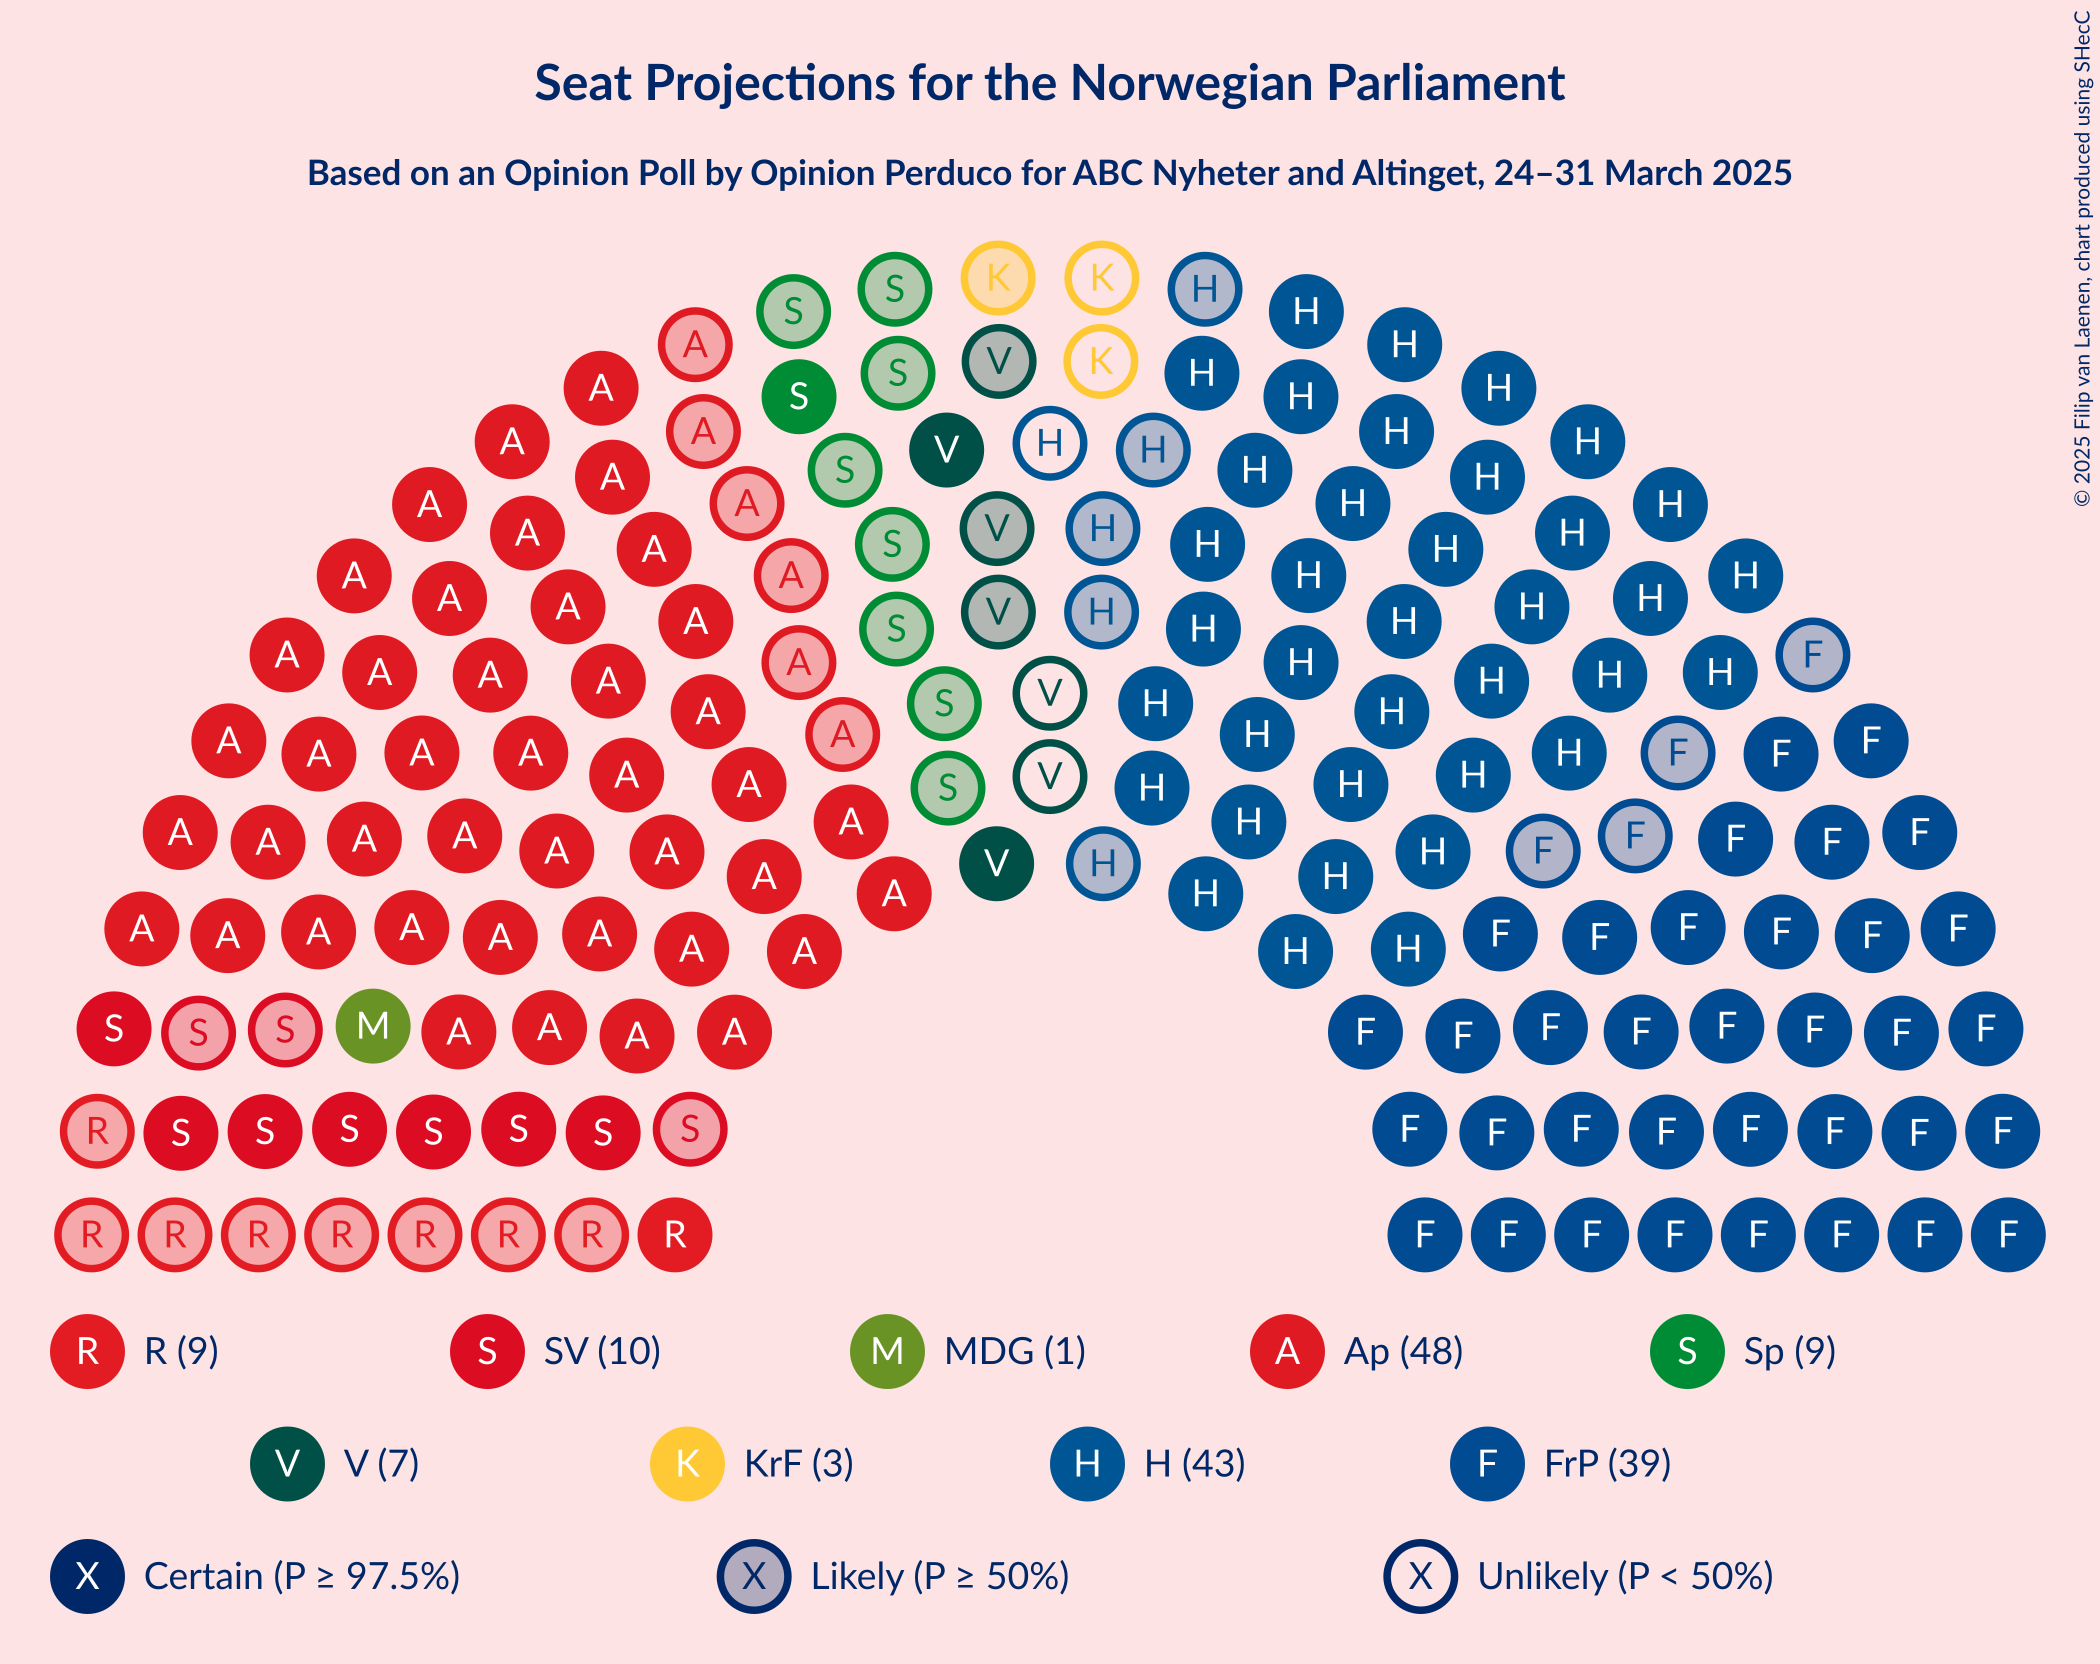 Seat Projections for the Norwegian Parliament
Based on an Opinion Poll by Opinion Perduco for ABC Nyheter and Altinget, 24–31 March 2025
© 2025 Filip van Laenen, chart produced using SHecC
K K
S S H H
A A H H
S V K H
A S H H
A A V H H H H H
A A S H H
A A A S V H H H H H
A A A H H H
A A S V H H H H H
A A A A V H H H F
A A A A S H H H H H
A A A A A A S V H H H H F F F
A A A A A A A V H H H H F F F F F
A A A A A A A A H H F F F F F F
S S S M A A A A F F F F F F F F
R S S S S S S S F F F F F F F F
R R R R R R R R F F F F F F F F
R R (9) S SV (10) M MDG (1) A Ap (48) S Sp (9)
V V (7) K KrF (3) H H (43) F FrP (39)
X Certain (P ≥ 97.5%) X Likely (P ≥ 50%) X Unlikely (P < 50%)